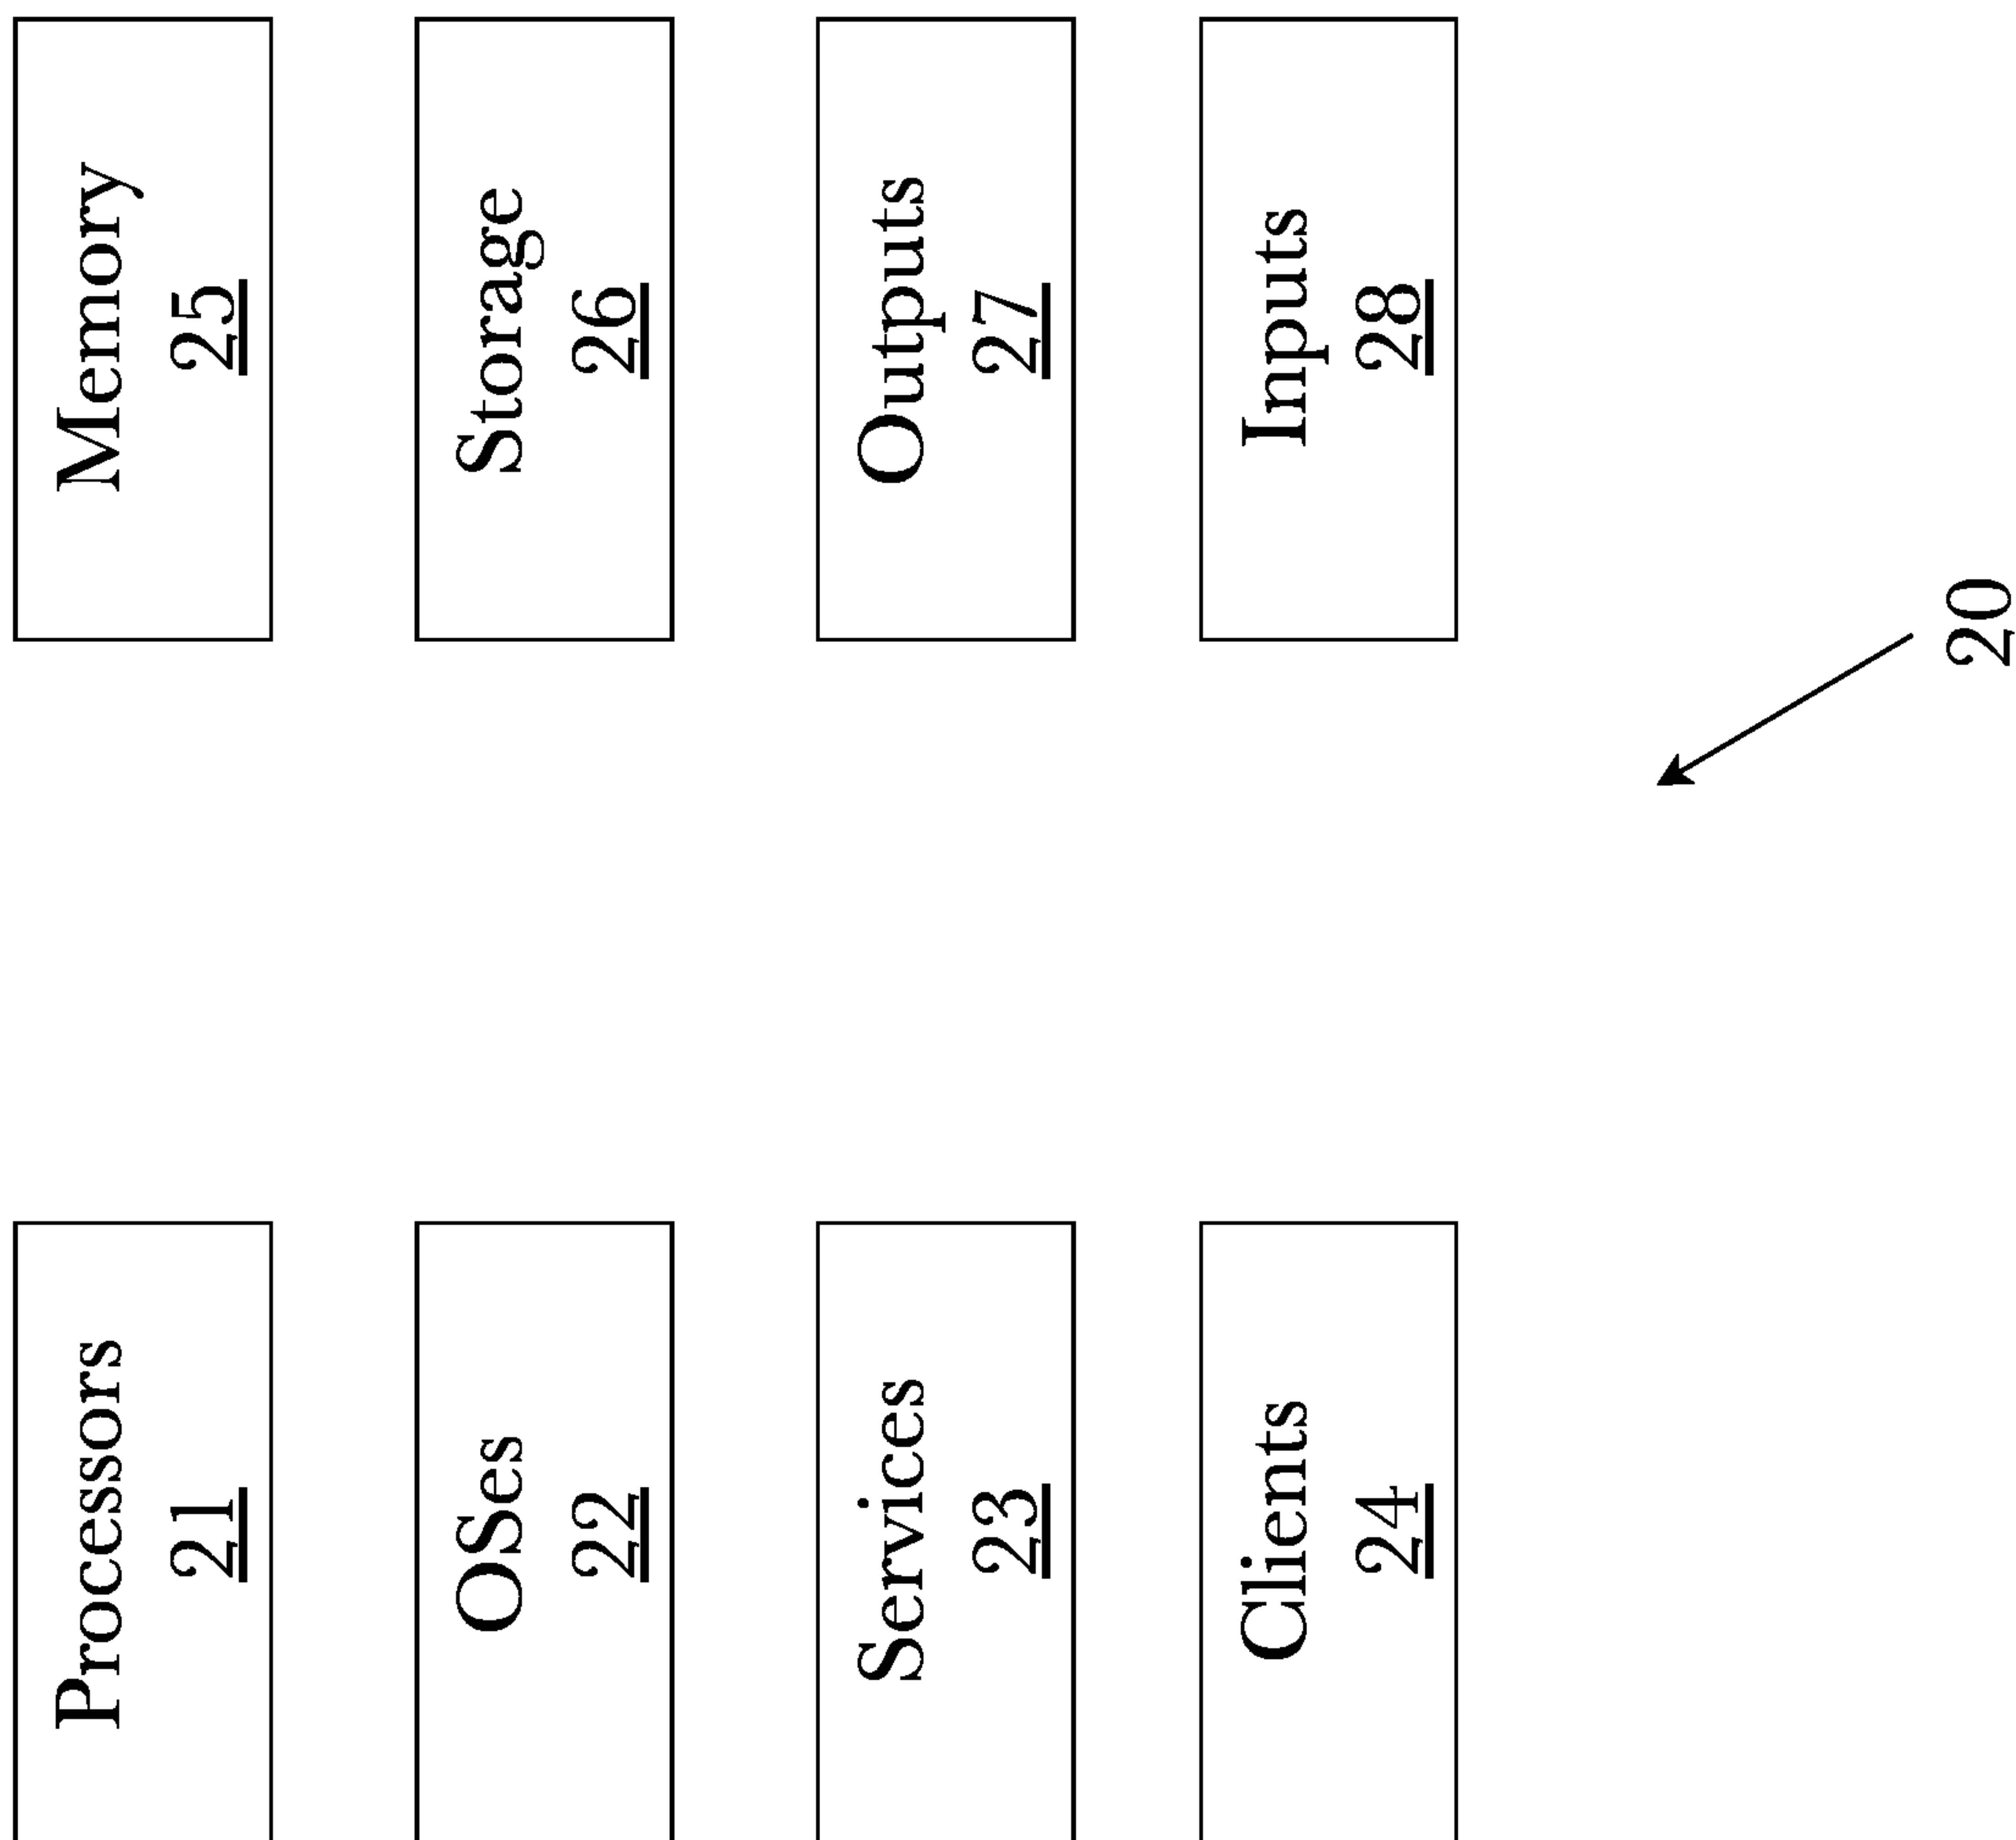 Processors
21
Memory
25
OSes
22
Storage
26
Services
23
Outputs
27
Clients
24
Inputs
28
20